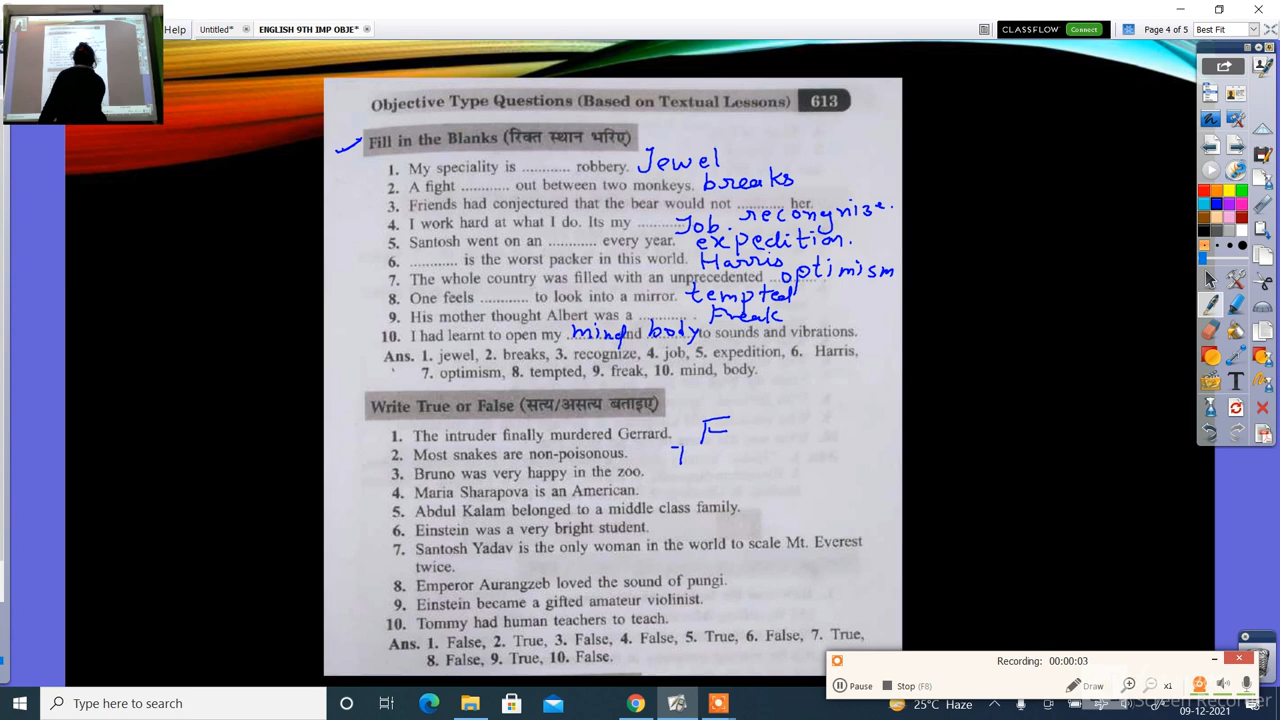 Help Untitled* ENGLISH 9TH IMP OBJE* CLASSFLOW Connect Page 4 of 5 Best Fit
Objective Type Questions (Based on Textual Lessons) 613
Fill in the Blanks (रिक्त स्थान भरिए)
1. My speciality is ............ robbery. Jewel
2. A fight ............ out between two monkeys. breaks
3. Friends had conjectured that the bear would not ............ her. recongnize.
4. I work hard at what I do. Its my ............ Job.
5. Santosh went on an ............ every year. expedition.
6. ............ is the worst packer in this world. Harris
7. The whole country was filled with an unprecedented ............ . optimism
8. One feels ............ to look into a mirror. tempted
9. His mother thought Albert was a ............ . Freak
10. I had learnt to open my mind and body to sounds and vibrations.
Ans. 1. jewel, 2. breaks, 3. recognize, 4. job, 5. expedition, 6. Harris,
7. optimism, 8. tempted, 9. freak, 10. mind, body.
Write True or False (सत्य/असत्य बताइए)
1. The intruder finally murdered Gerrard. F
2. Most snakes are non-poisonous.
3. Bruno was very happy in the zoo.
4. Maria Sharapova is an American.
5. Abdul Kalam belonged to a middle class family.
6. Einstein was a very bright student.
7. Santosh Yadav is the only woman in the world to scale Mt. Everest
twice.
8. Emperor Aurangzeb loved the sound of pungi.
9. Einstein became a gifted amateur violinist.
10. Tommy had human teachers to teach.
Ans. 1. False, 2. True, 3. False, 4. False, 5. True, 6. False, 7. True,
8. False, 9. True, 10. False.
Recording: 00:00:03
Pause Stop (F8) Draw x1
Screen Recorder
Type here to search
25°C Haze
09-12-2021